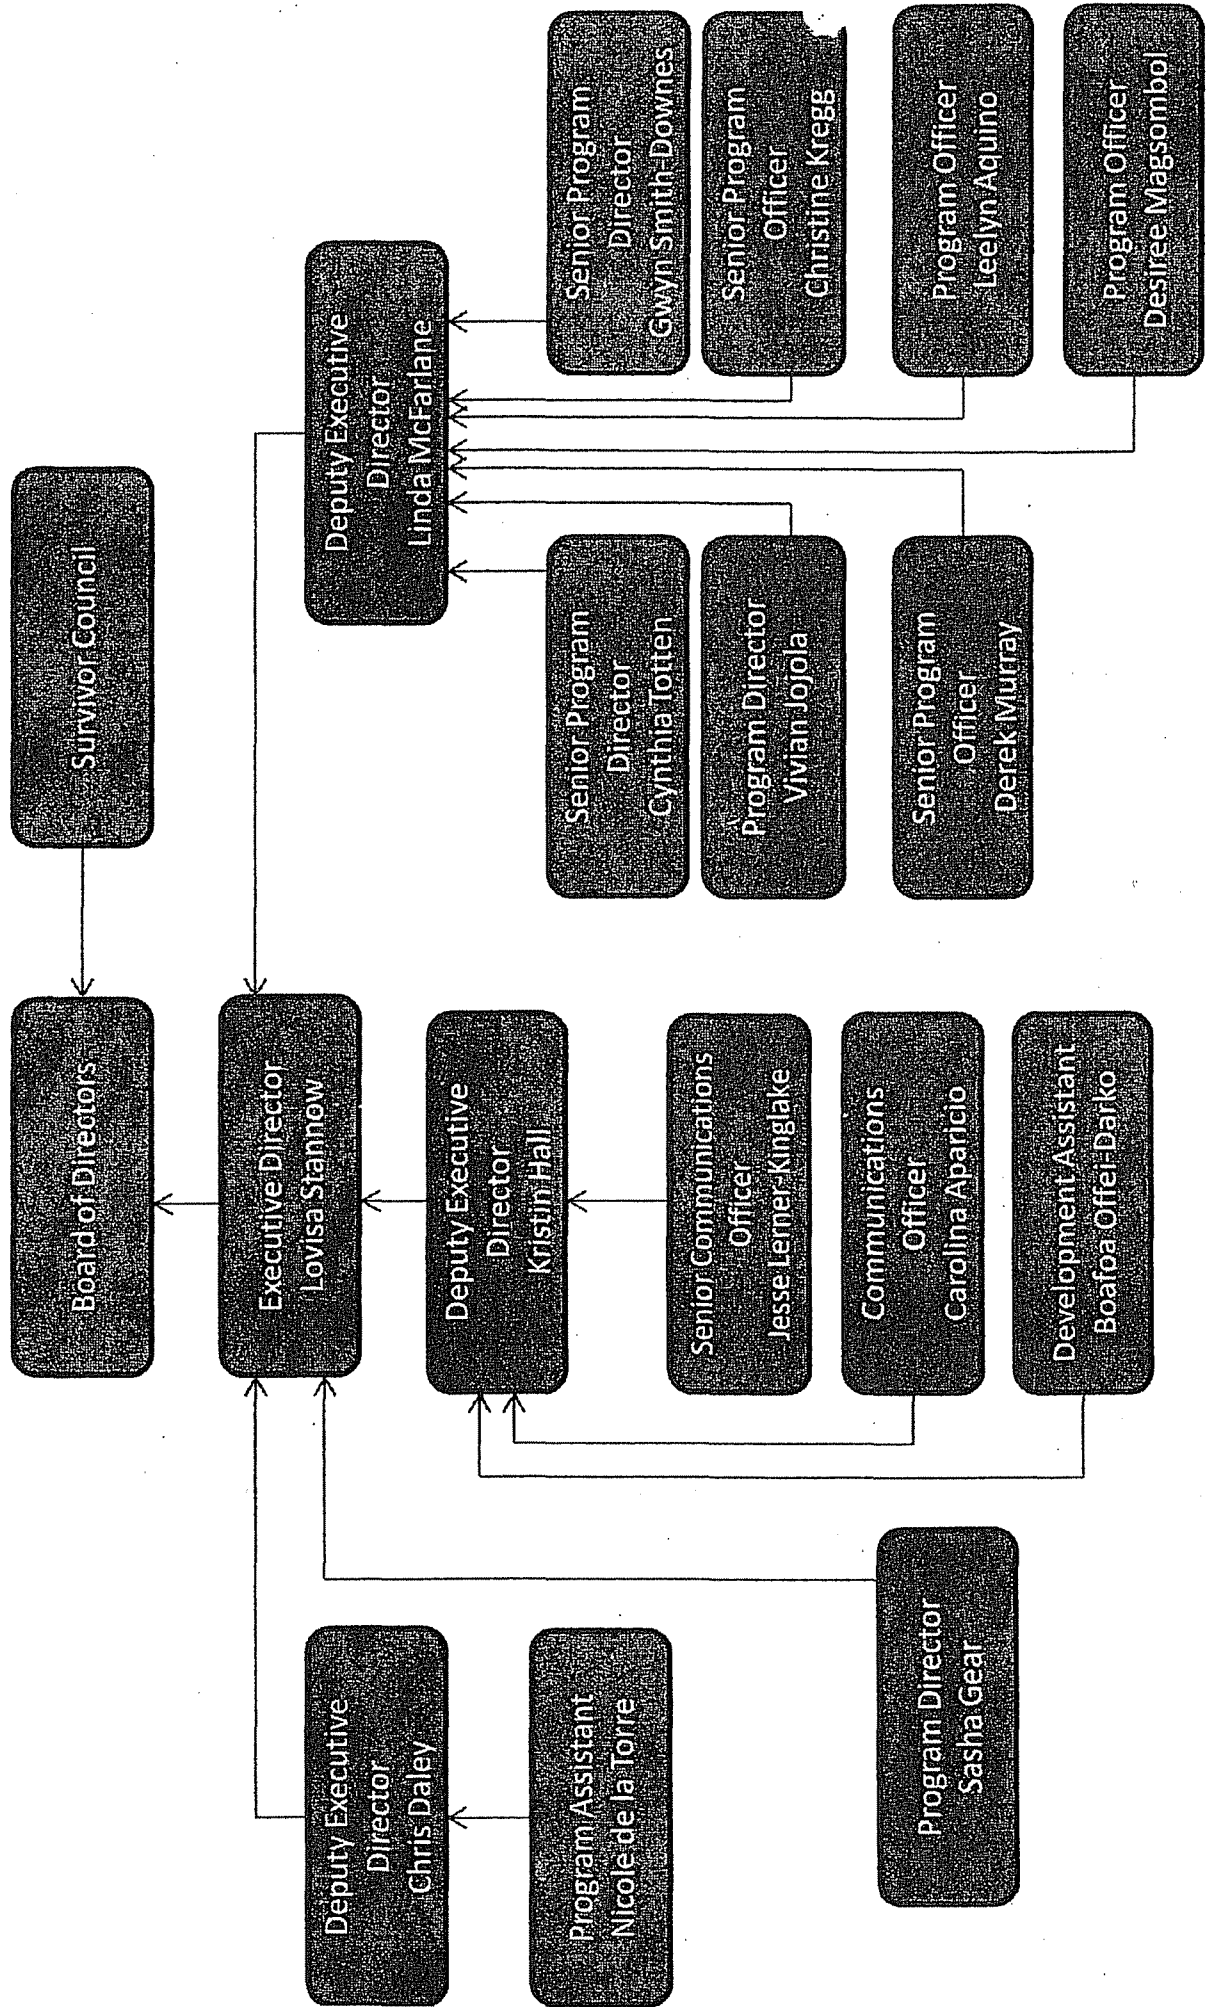 Board of Directors
Survivor Council
Executive Director
Lovisa Stannow
Deputy Executive
Director
Chris Daley
Deputy Executive
Director
Kristin Hall
Deputy Executive
Director
Linda McFarlane
Program Assistant
Nicole de la Torre
Senior Communications
Officer
Jesse Lerner-Kinglake
Senior Program
Director
Cynthia Totten
Senior Program
Director
Gwyn Smith-Downes
Program Director
Vivian Jojola
Senior Program
Officer
Christine Kregg
Communications
Officer
Carolina Aparicio
Program Director
Sasha Gear
Senior Program
Officer
Derek Murray
Program Officer
Leelyn Aquino
Development Assistant
Boafoa Offei-Darko
Program Officer
Desiree Magsombol